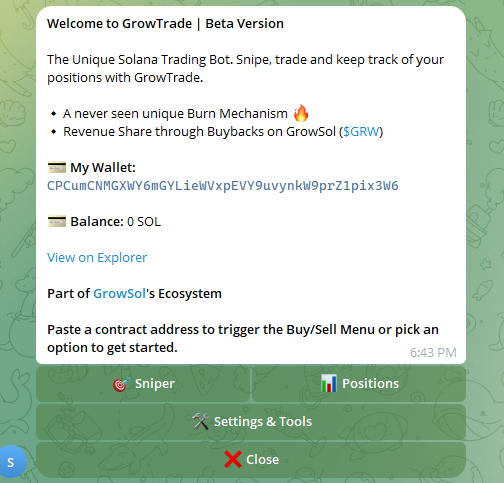 Welcome to GrowTrade | Beta Version
The Unique Solana Trading Bot. Snipe, trade and keep track of your
positions with GrowTrade.
• A never seen unique Burn Mechanism 🔥
• Revenue Share through Buybacks on GrowSol ($GRW)
💳 My Wallet:
CPCumCNMGXWY6mGYLieWVxpEVY9uvynkW9prZ1pix3W6
💳 Balance: 0 SOL
View on Explorer
Part of GrowSol's Ecosystem
Paste a contract address to trigger the Buy/Sell Menu or pick an
option to get started.
6:43 PM
🎯 Sniper
📊 Positions
🛠 Settings & Tools
❌ Close
S